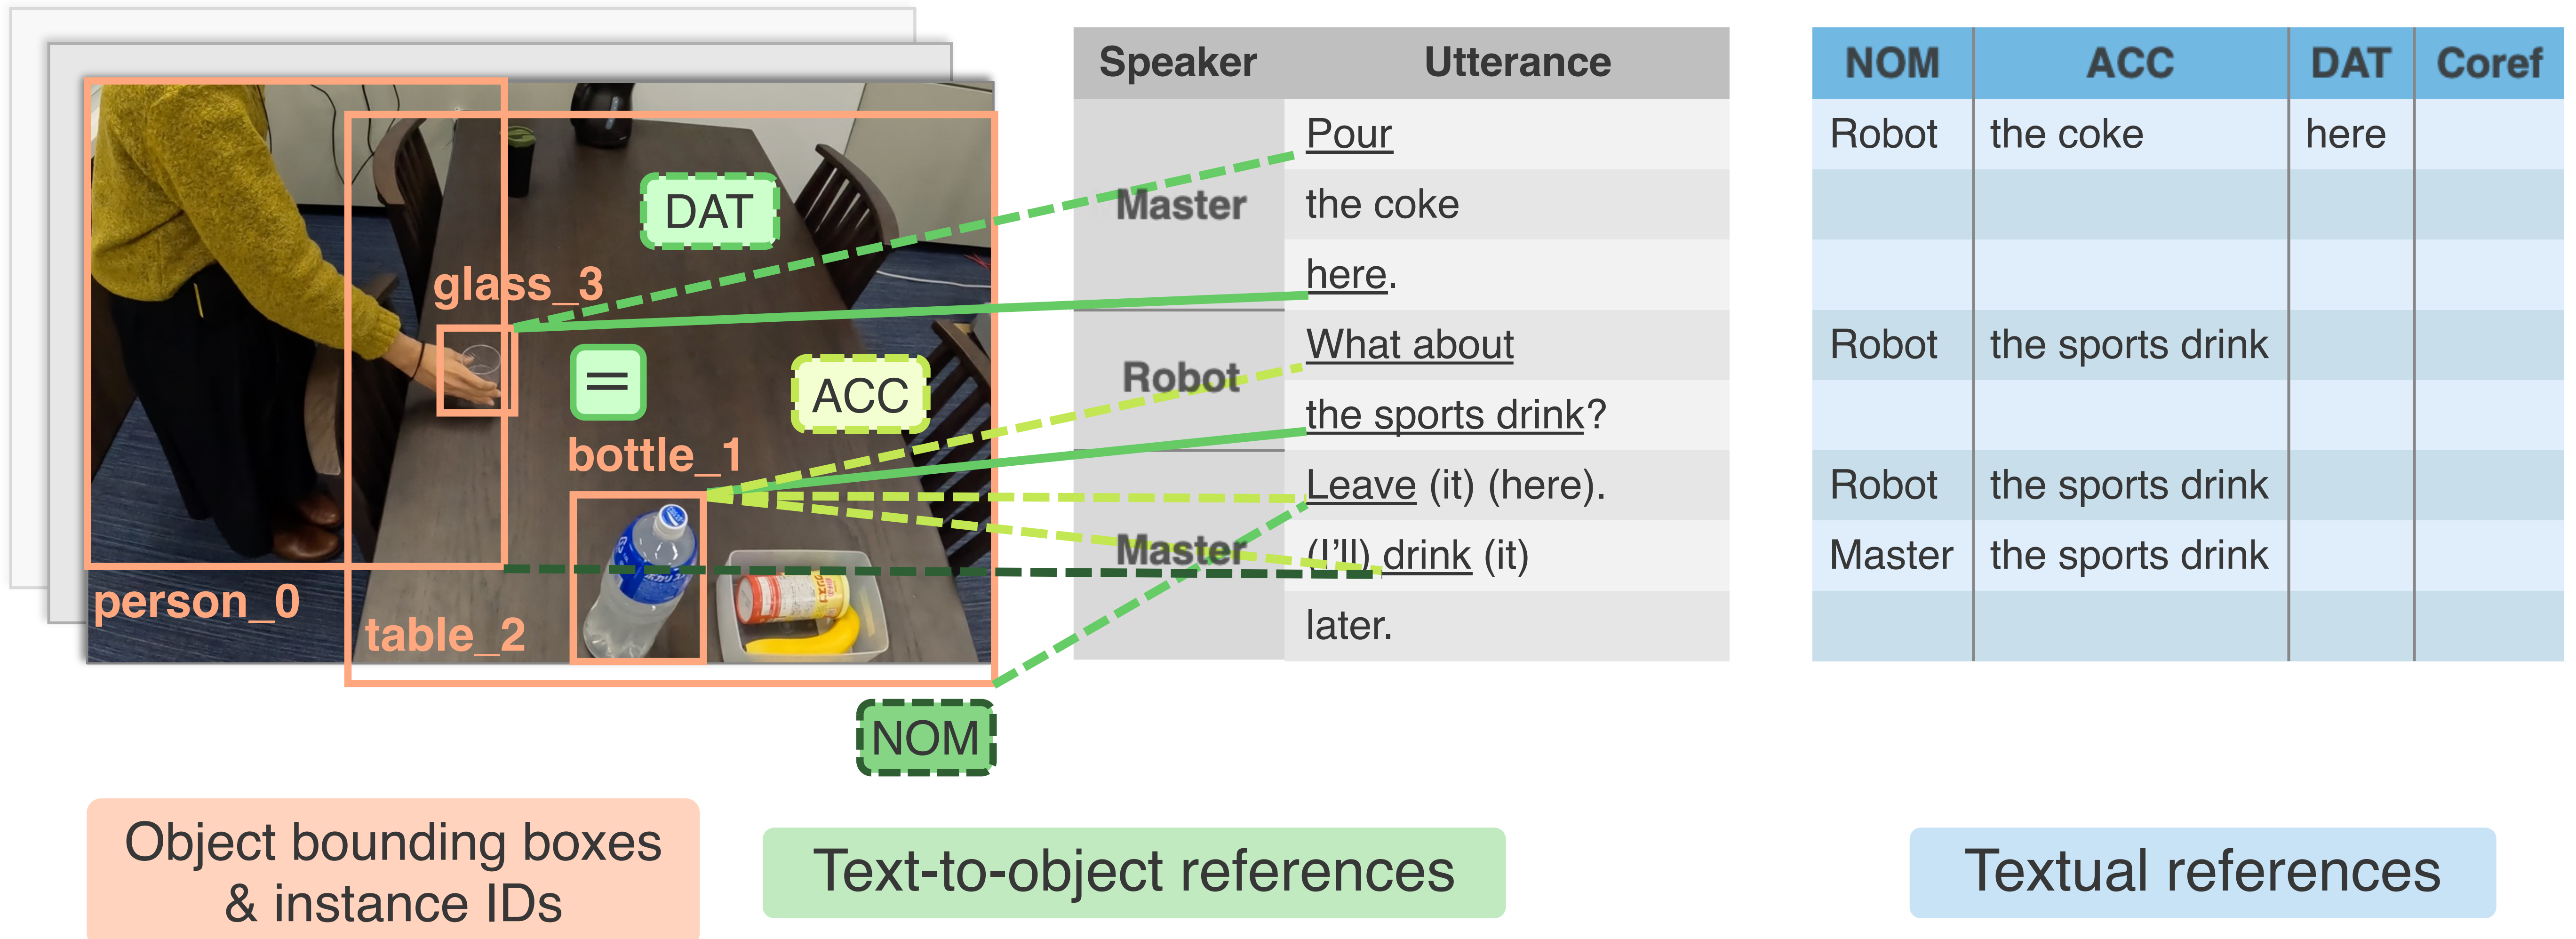 glass_3
bottle_1
person_0
table_2
DAT
=
ACC
NOM
Speaker Utterance
Master
Pour
the coke
here.
Robot
What about
the sports drink?
Master
Leave (it) (here).
(I'll) drink (it)
later.
NOM ACC DAT Coref
Robot the coke here
Robot the sports drink
Robot the sports drink
Master the sports drink
Object bounding boxes
& instance IDs
Text-to-object references
Textual references